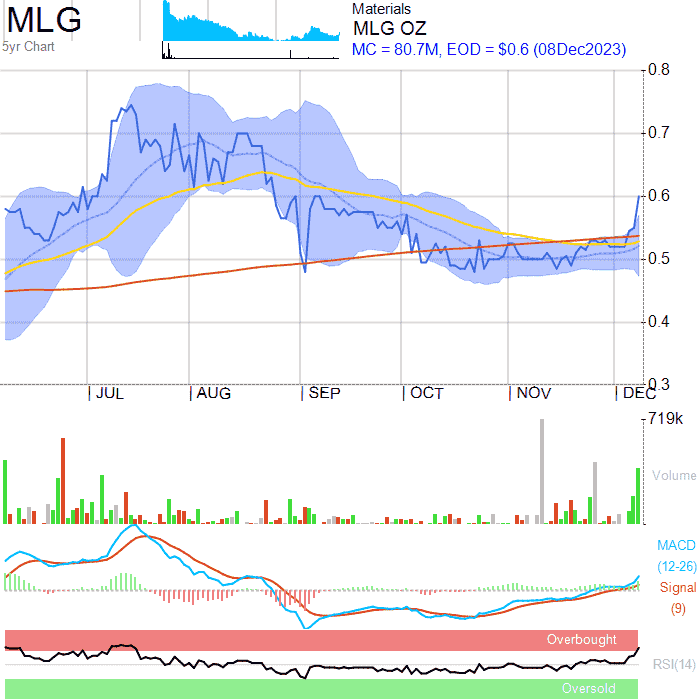 MLG
5yr Chart
Materials
MLG OZ
MC = 80.7M, EOD = $0.6 (08Dec2023)
0.8
0.7
0.6
0.5
0.4
0.3
JUL AUG SEP OCT NOV DEC
719k
Volume
MACD
(12-26)
Signal
(9)
Overbought
RSI(14)
Oversold